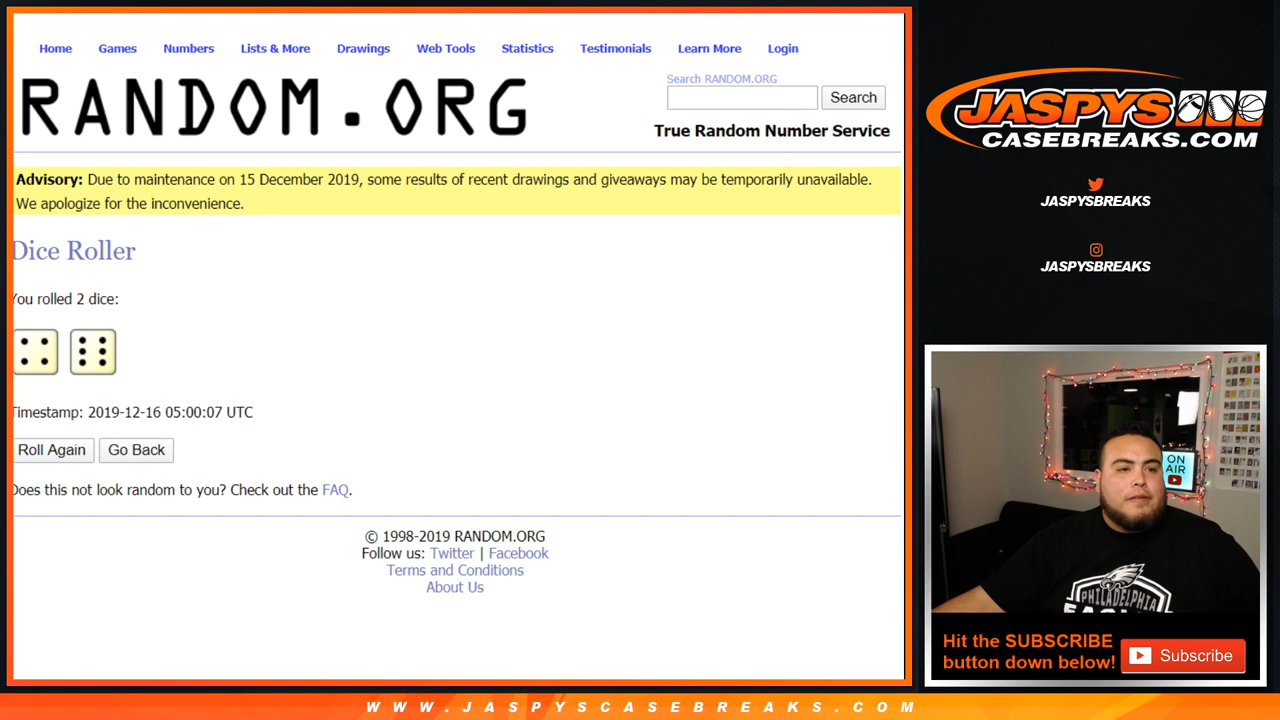 Home Games Numbers Lists & More Drawings Web Tools Statistics Testimonials Learn More Login
RANDOM.ORG
Search RANDOM.ORG
Search
True Random Number Service
Advisory: Due to maintenance on 15 December 2019, some results of recent drawings and giveaways may be temporarily unavailable.
We apologize for the inconvenience.
Dice Roller
You rolled 2 dice:
Timestamp: 2019-12-16 05:00:07 UTC
Roll Again Go Back
Does this not look random to you? Check out the FAQ.
© 1998-2019 RANDOM.ORG
Follow us: Twitter | Facebook
Terms and Conditions
About Us
JASPYS
CASEBREAKS.COM
JASPYSBREAKS
JASPYSBREAKS
ON
AIR
PHILADELPHIA
Hit the SUBSCRIBE
button down below!
Subscribe
WWW.JASPYSCASEBREAKS.COM